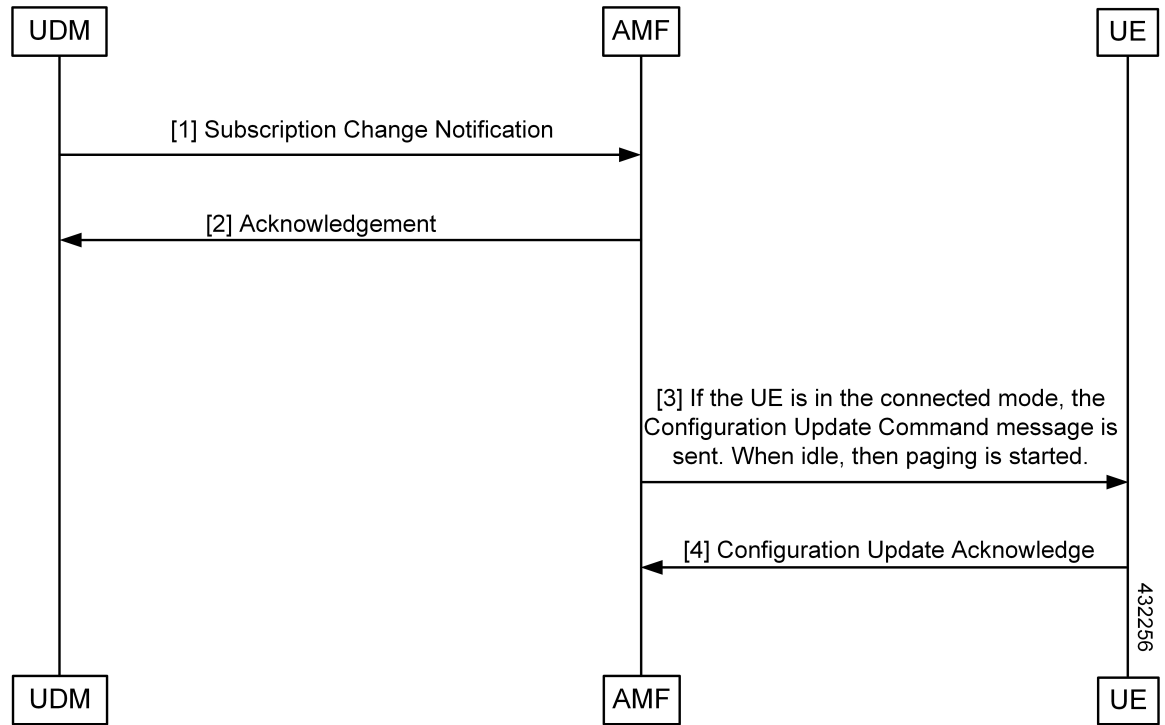 UDM
AMF
UE
[1] Subscription Change Notification
[2] Acknowledgement
[3] If the UE is in the connected mode, the
Configuration Update Command message is
sent. When idle, then paging is started.
[4] Configuration Update Acknowledge
432256
UDM
AMF
UE